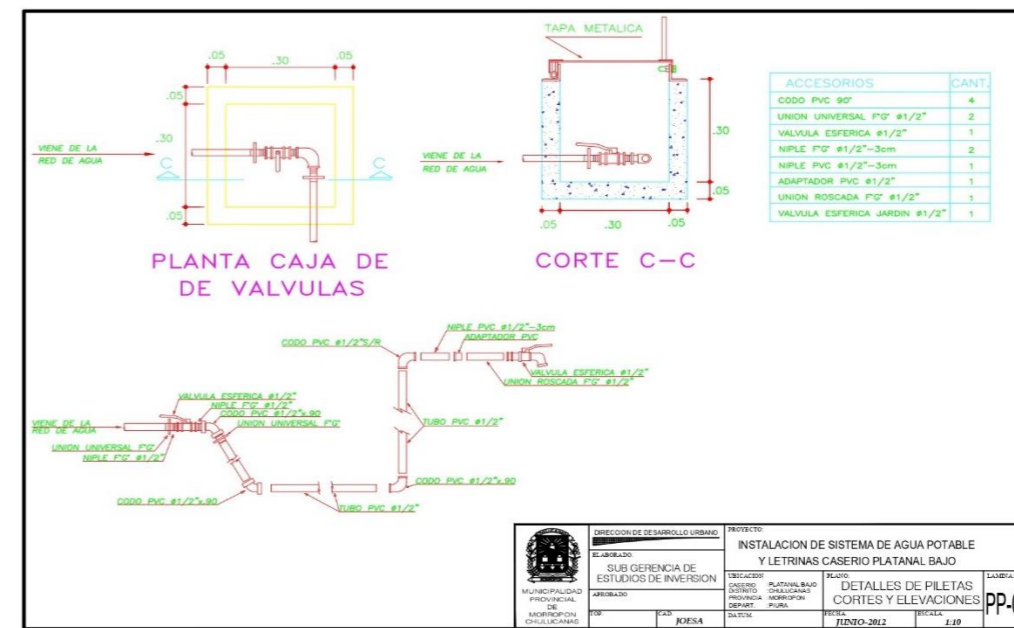 .05
.30
.05
.05
.30
.05
VIENE DE LA
RED DE AGUA
C
C
PLANTA CAJA DE
DE VALVULAS
TAPA METALICA
VIENE DE LA
RED DE AGUA
.30
.05
.05
.30
.05
CORTE C-C
ACCESORIOS CANT.
CODO PVC 90° 4
UNION UNIVERSAL F°G° ø1/2" 2
VALVULA ESFERICA ø1/2" 1
NIPLE F°G° ø1/2"-3cm 2
NIPLE PVC ø1/2"-3cm 1
ADAPTADOR PVC ø1/2" 1
UNION ROSCADA F°G° ø1/2" 1
VALVULA ESFERICA JARDIN ø1/2" 1
NIPLE PVC ø1/2"-3cm
ADAPTADOR PVC
CODO PVC ø1/2"S/R
VALVULA ESFERICA ø1/2"
UNION ROSCADA F°G° ø1/2"
VALVULA ESFERICA ø1/2"
NIPLE F°G° ø1/2"
CODO PVC ø1/2"x.90
UNION UNIVERSAL F°G°
VIENE DE LA
RED DE AGUA
UNION UNIVERSAL F°G°
NIPLE F°G° ø1/2"
TUBO PVC ø1/2"
CODO PVC ø1/2"x.90
CODO PVC ø1/2"x.90
TUBO PVC ø1/2"
MUNICIPALIDAD
PROVINCIAL
DE
MORROPON
CHULUCANAS
DIRECCION DE DESARROLLO URBANO
ELABORADO:
SUB GERENCIA DE
ESTUDIOS DE INVERSION
APROBADO
TOP.
CAD.
JOESA
PROYECTO:
INSTALACION DE SISTEMA DE AGUA POTABLE
Y LETRINAS CASERIO PLATANAL BAJO
UBICACION:
CASERIO : PLATANAL BAJO
DISTRITO : CHULUCANAS
PROVINCIA : MORROPON
DEPART. : PIURA
DATUM.
PLANO:
DETALLES DE PILETAS
CORTES Y ELEVACIONES
FECHA.
JUNIO-2012
ESCALA.
1:10
LAMINA: